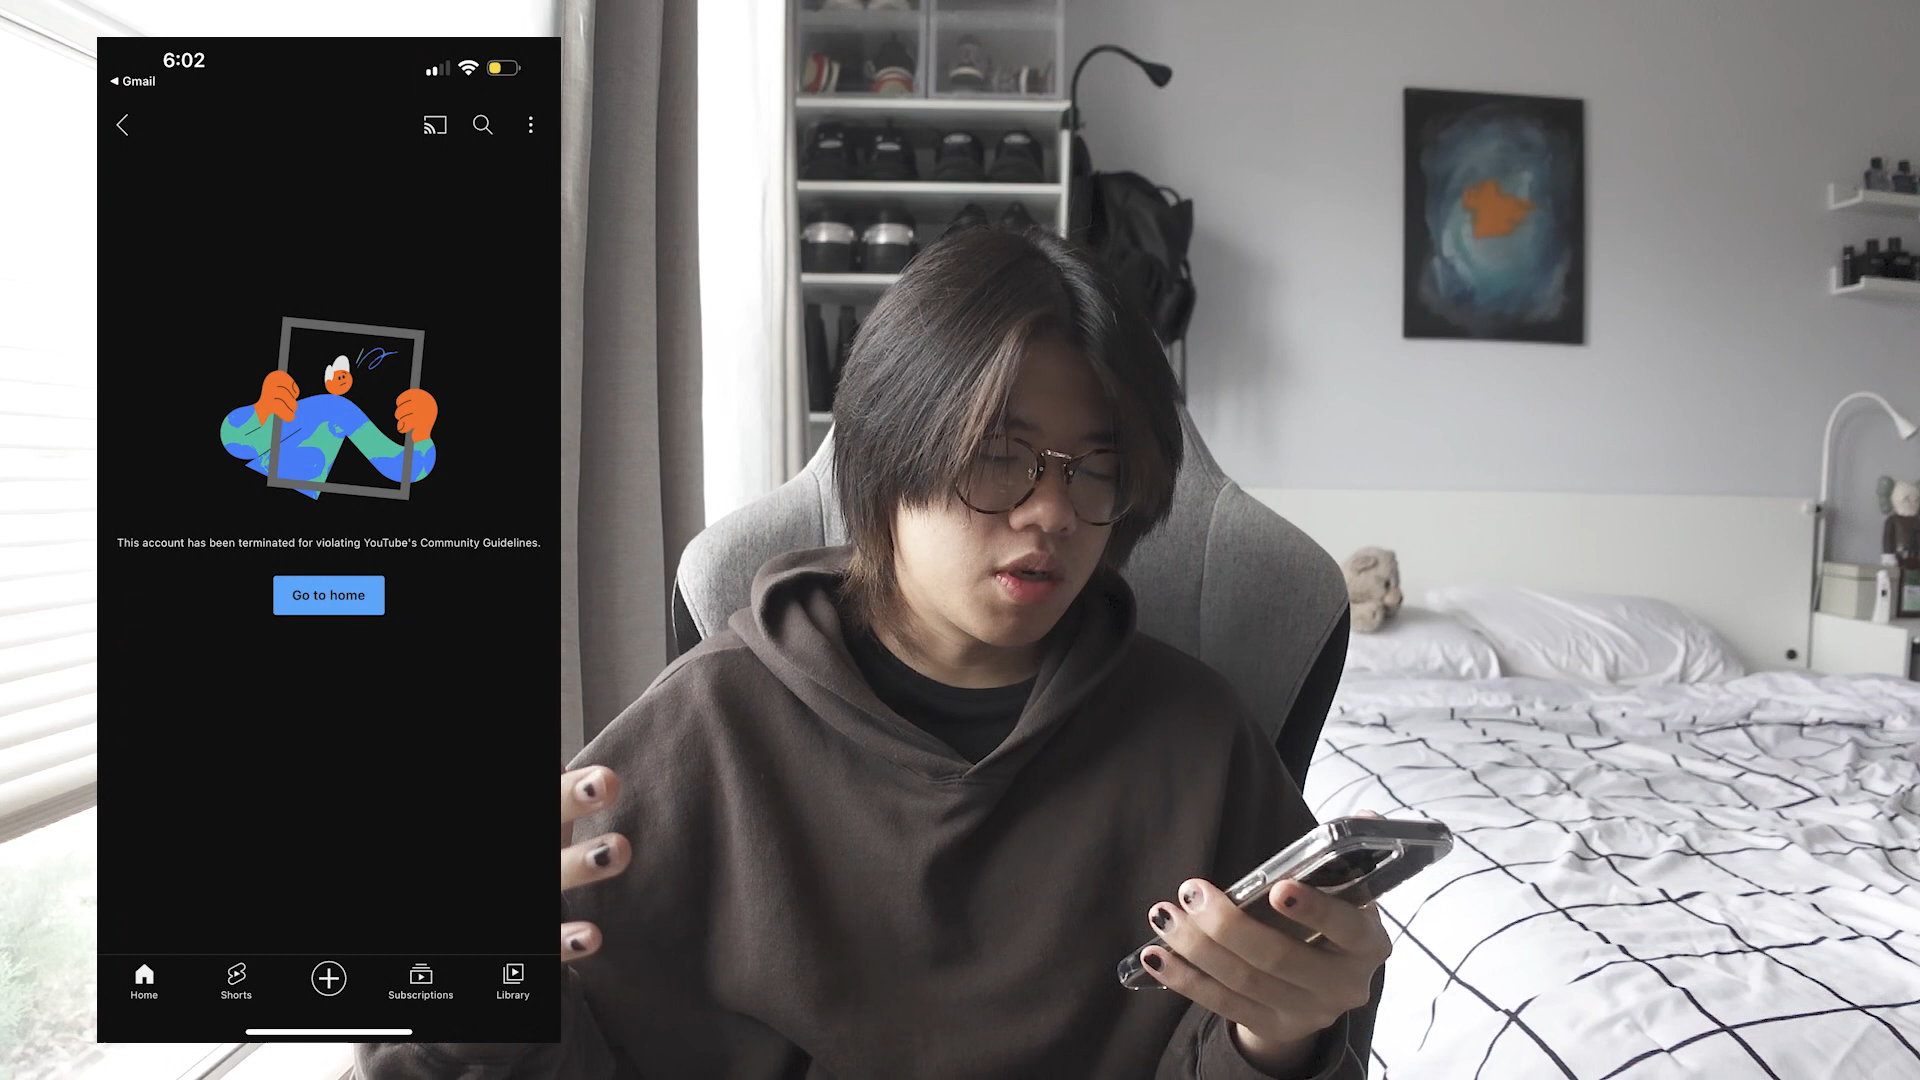 6:02
◀ Gmail
This account has been terminated for violating YouTube's Community Guidelines.
Go to home
Home
Shorts
Subscriptions
Library